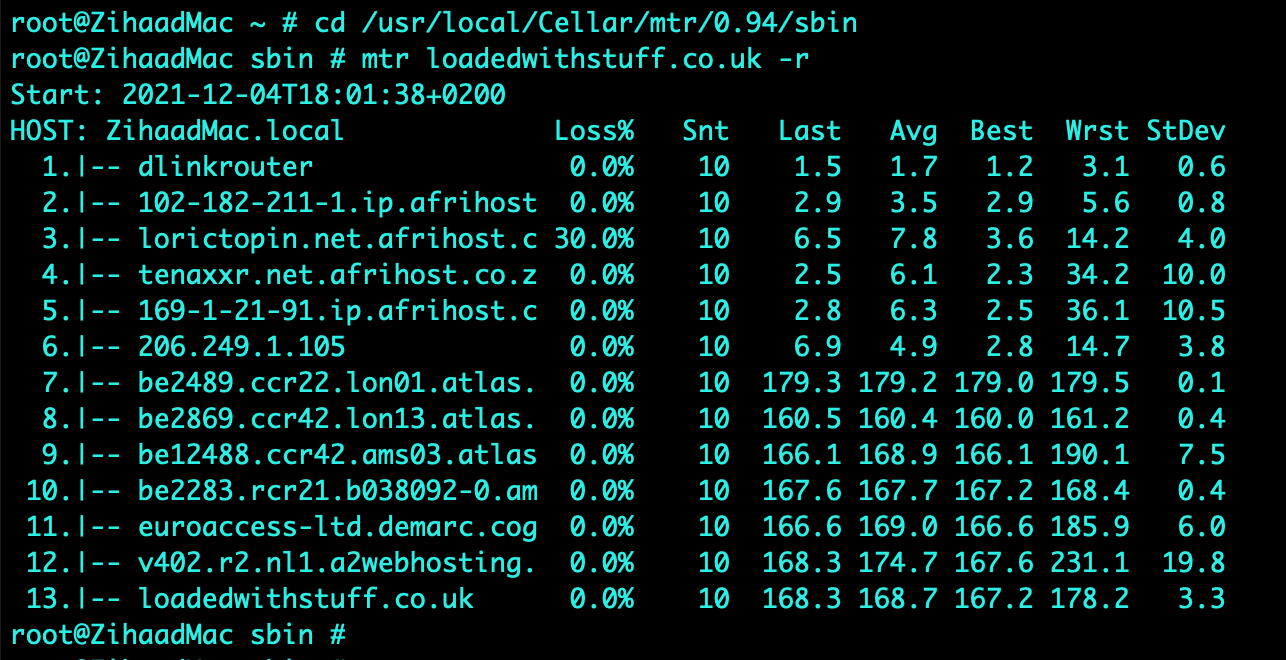 root@ZihaadMac ~ # cd /usr/local/Cellar/mtr/0.94/sbin
root@ZihaadMac sbin # mtr loadedwithstuff.co.uk -r
Start: 2021-12-04T18:01:38+0200
HOST: ZihaadMac.local Loss% Snt Last Avg Best Wrst StDev
1.|-- dlinkrouter 0.0% 10 1.5 1.7 1.2 3.1 0.6
2.|-- 102-182-211-1.ip.afrihost 0.0% 10 2.9 3.5 2.9 5.6 0.8
3.|-- lorictopin.net.afrihost.c 30.0% 10 6.5 7.8 3.6 14.2 4.0
4.|-- tenaxxr.net.afrihost.co.z 0.0% 10 2.5 6.1 2.3 34.2 10.0
5.|-- 169-1-21-91.ip.afrihost.c 0.0% 10 2.8 6.3 2.5 36.1 10.5
6.|-- 206.249.1.105 0.0% 10 6.9 4.9 2.8 14.7 3.8
7.|-- be2489.ccr22.lon01.atlas. 0.0% 10 179.3 179.2 179.0 179.5 0.1
8.|-- be2869.ccr42.lon13.atlas. 0.0% 10 160.5 160.4 160.0 161.2 0.4
9.|-- be12488.ccr42.ams03.atlas 0.0% 10 166.1 168.9 166.1 190.1 7.5
10.|-- be2283.rcr21.b038092-0.am 0.0% 10 167.6 167.7 167.2 168.4 0.4
11.|-- euroaccess-ltd.demarc.cog 0.0% 10 166.6 169.0 166.6 185.9 6.0
12.|-- v402.r2.nl1.a2webhosting. 0.0% 10 168.3 174.7 167.6 231.1 19.8
13.|-- loadedwithstuff.co.uk 0.0% 10 168.3 168.7 167.2 178.2 3.3
root@ZihaadMac sbin #